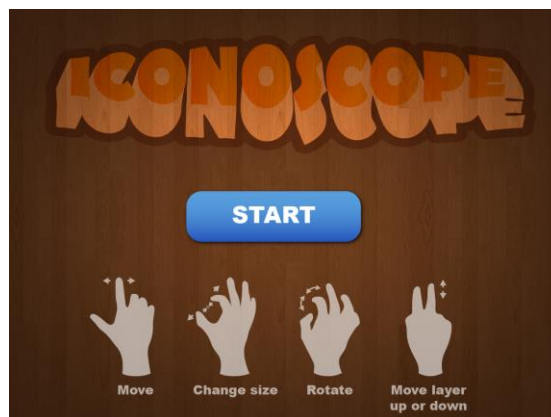 ICONOSCOPE
START
Move
Change size
Rotate
Move layer
up or down